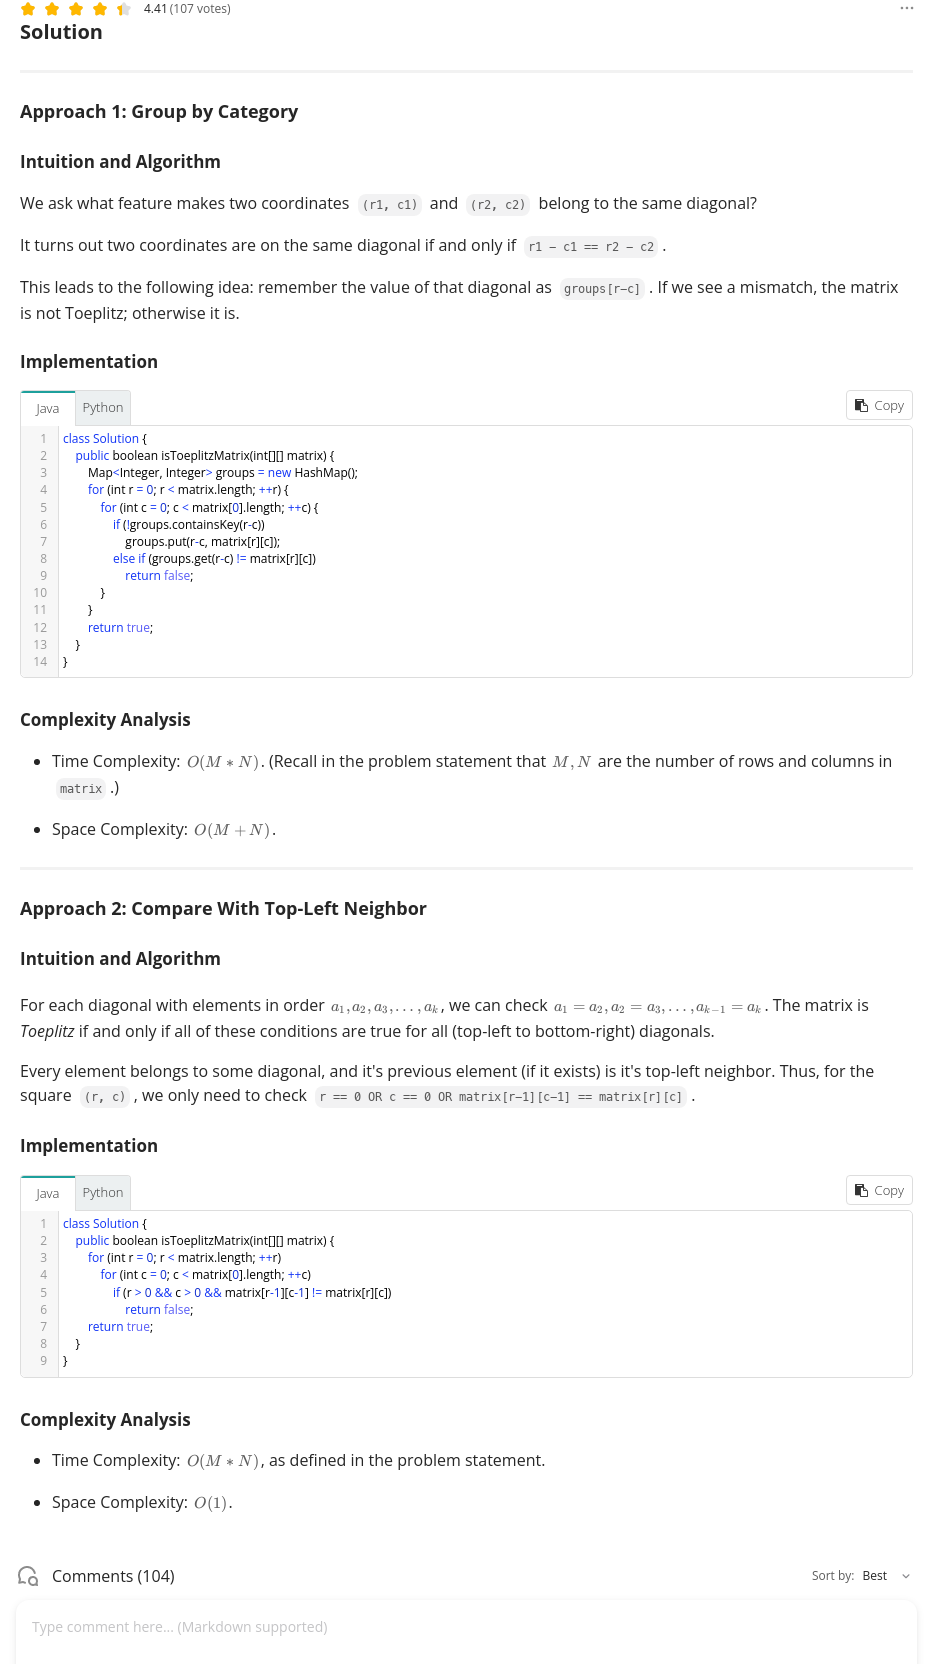 4.41 (107 votes)
Solution
Approach 1: Group by Category
Intuition and Algorithm
We ask what feature makes two coordinates (r1, c1) and (r2, c2) belong to the same diagonal?
It turns out two coordinates are on the same diagonal if and only if r1 - c1 == r2 - c2 .
This leads to the following idea: remember the value of that diagonal as groups[r-c] . If we see a mismatch, the matrix
is not Toeplitz; otherwise it is.
Implementation
Java Python Copy
1 class Solution {
2 public boolean isToeplitzMatrix(int[][] matrix) {
3 Map<Integer, Integer> groups = new HashMap();
4 for (int r = 0; r < matrix.length; ++r) {
5 for (int c = 0; c < matrix[0].length; ++c) {
6 if (!groups.containsKey(r-c))
7 groups.put(r-c, matrix[r][c]);
8 else if (groups.get(r-c) != matrix[r][c])
9 return false;
10 }
11 }
12 return true;
13 }
14 }
Complexity Analysis
• Time Complexity: O(M * N). (Recall in the problem statement that M, N are the number of rows and columns in
matrix .)
• Space Complexity: O(M + N).
Approach 2: Compare With Top-Left Neighbor
Intuition and Algorithm
For each diagonal with elements in order a₁, a₂, a₃, . . . , aₖ, we can check a₁ = a₂, a₂ = a₃, . . . , aₖ₋₁ = aₖ. The matrix is
Toeplitz if and only if all of these conditions are true for all (top-left to bottom-right) diagonals.
Every element belongs to some diagonal, and it's previous element (if it exists) is it's top-left neighbor. Thus, for the
square (r, c) , we only need to check r == 0 OR c == 0 OR matrix[r-1][c-1] == matrix[r][c] .
Implementation
Java Python Copy
1 class Solution {
2 public boolean isToeplitzMatrix(int[][] matrix) {
3 for (int r = 0; r < matrix.length; ++r)
4 for (int c = 0; c < matrix[0].length; ++c)
5 if (r > 0 && c > 0 && matrix[r-1][c-1] != matrix[r][c])
6 return false;
7 return true;
8 }
9 }
Complexity Analysis
• Time Complexity: O(M * N), as defined in the problem statement.
• Space Complexity: O(1).
Comments (104) Sort by: Best
Type comment here... (Markdown supported)